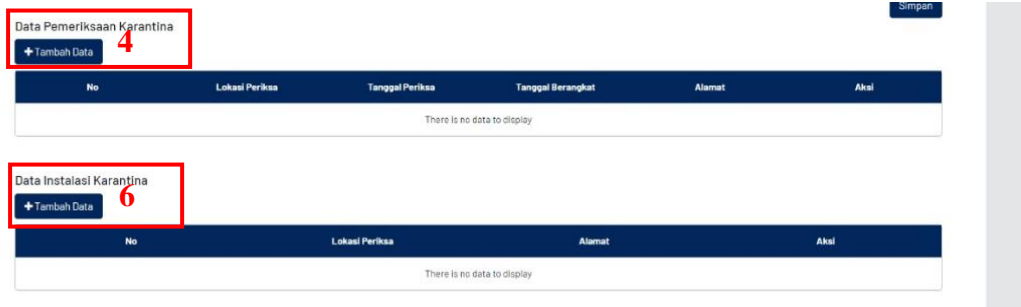 Simpan
Data Pemeriksaan Karantina
4
+Tambah Data
No Lokasi Periksa Tanggal Periksa Tanggal Berangkat Alamat Aksi
There is no data to display
Data Instalasi Karantina
6
+Tambah Data
No Lokasi Periksa Alamat Aksi
There is no data to display